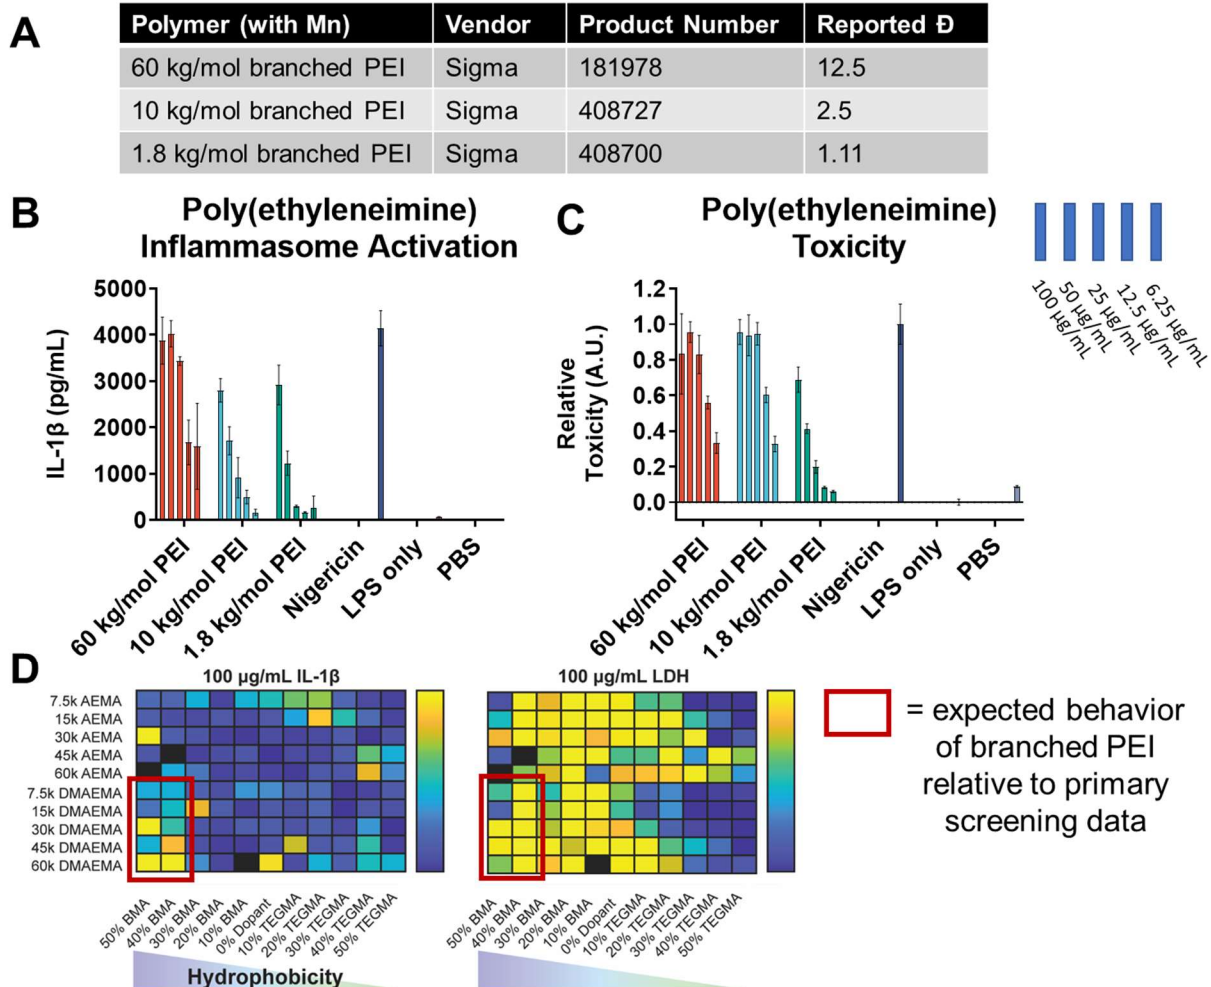 A
Polymer (with Mn) Vendor Product Number Reported Đ
60 kg/mol branched PEI Sigma 181978 12.5
10 kg/mol branched PEI Sigma 408727 2.5
1.8 kg/mol branched PEI Sigma 408700 1.11
B
Poly(ethyleneimine)
Inflammasome Activation
IL-1β (pg/mL)
5000
4000
3000
2000
1000
0
60 kg/mol PEI
10 kg/mol PEI
1.8 kg/mol PEI
Nigericin
LPS only
PBS
C
Poly(ethyleneimine)
Toxicity
Relative
Toxicity (A.U.)
1.2
1.0
0.8
0.6
0.4
0.2
0.0
60 kg/mol PEI
10 kg/mol PEI
1.8 kg/mol PEI
Nigericin
LPS only
PBS
100 µg/mL
50 µg/mL
25 µg/mL
12.5 µg/mL
6.25 µg/mL
D
100 µg/mL IL-1β
7.5k AEMA
15k AEMA
30k AEMA
45k AEMA
60k AEMA
7.5k DMAEMA
15k DMAEMA
30k DMAEMA
45k DMAEMA
60k DMAEMA
50% BMA
40% BMA
30% BMA
20% BMA
10% BMA
0% Dopant
10% TEGMA
20% TEGMA
30% TEGMA
40% TEGMA
50% TEGMA
Hydrophobicity
100 µg/mL LDH
50% BMA
40% BMA
30% BMA
20% BMA
10% BMA
0% Dopant
10% TEGMA
20% TEGMA
30% TEGMA
40% TEGMA
50% TEGMA
= expected behavior
of branched PEI
relative to primary
screening data